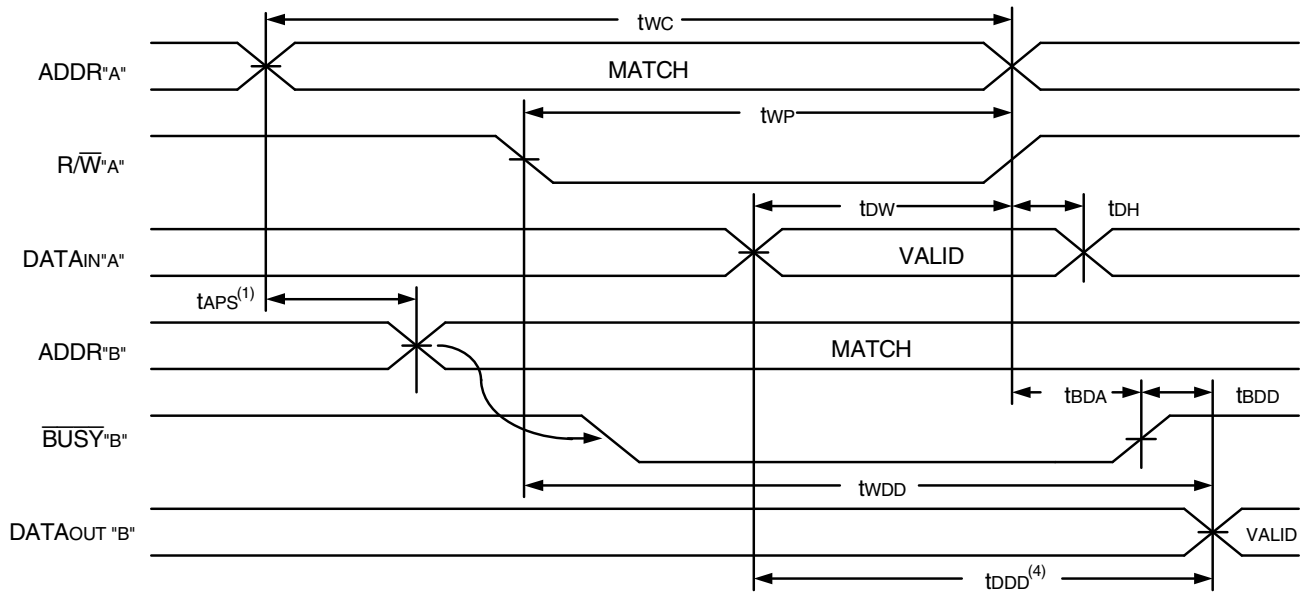 tWC
ADDR"A"
MATCH
tWP
R/W̅"A"
tDW
tDH
DATAIN"A"
VALID
tAPS(1)
ADDR"B"
MATCH
tBDA
tBDD
B̅U̅S̅Y̅"B"
tWDD
DATAOUT "B"
VALID
tDDD(4)